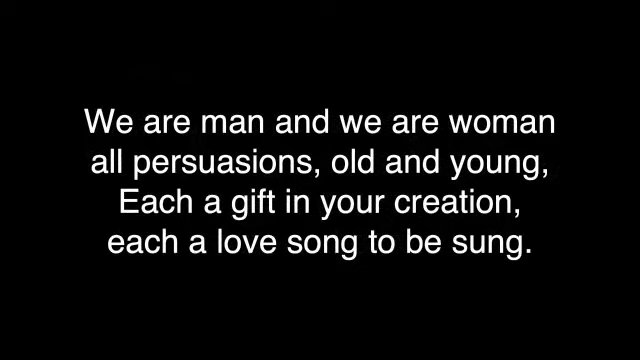 We are man and we are woman
all persuasions, old and young,
Each a gift in your creation,
each a love song to be sung.